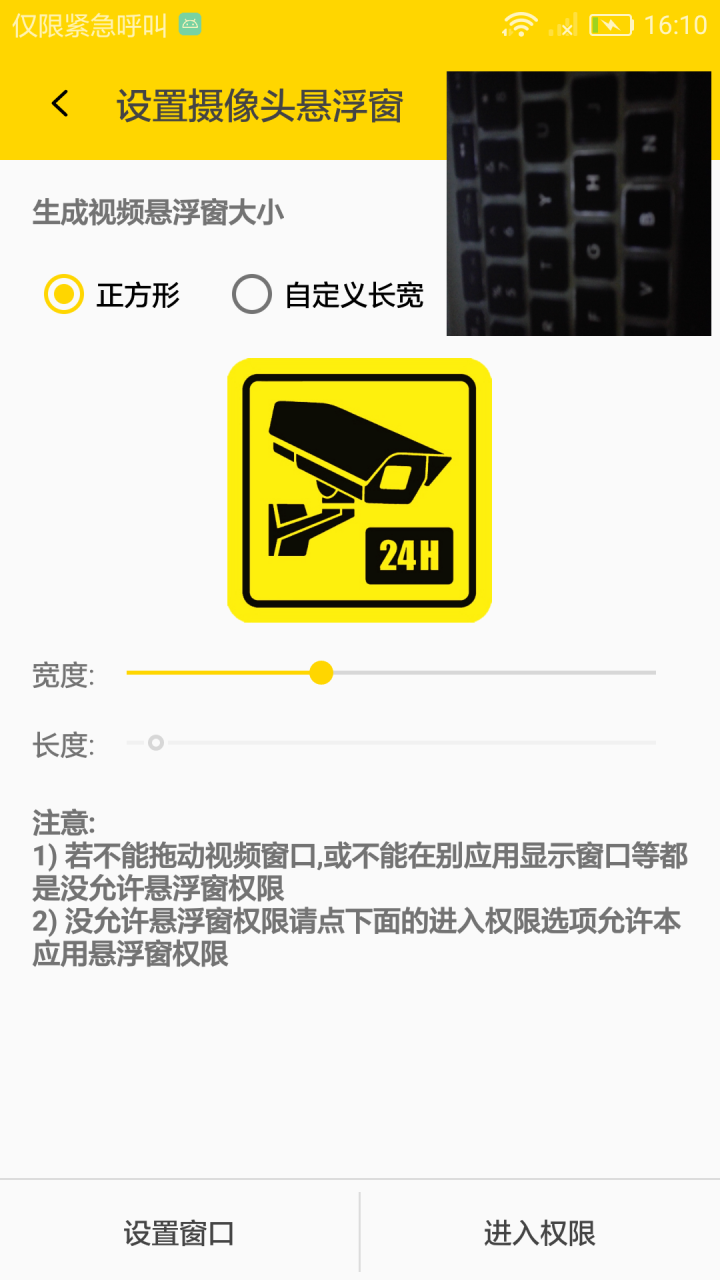 仅限紧急呼叫 16:10
设置摄像头悬浮窗
生成视频悬浮窗大小
正方形 自定义长宽
N
H
B
Y
G
V
T
F
R
24H
宽度:
长度:
注意:
1) 若不能拖动视频窗口,或不能在别应用显示窗口等都
是没允许悬浮窗权限
2) 没允许悬浮窗权限请点下面的进入权限选项允许本
应用悬浮窗权限
设置窗口 进入权限